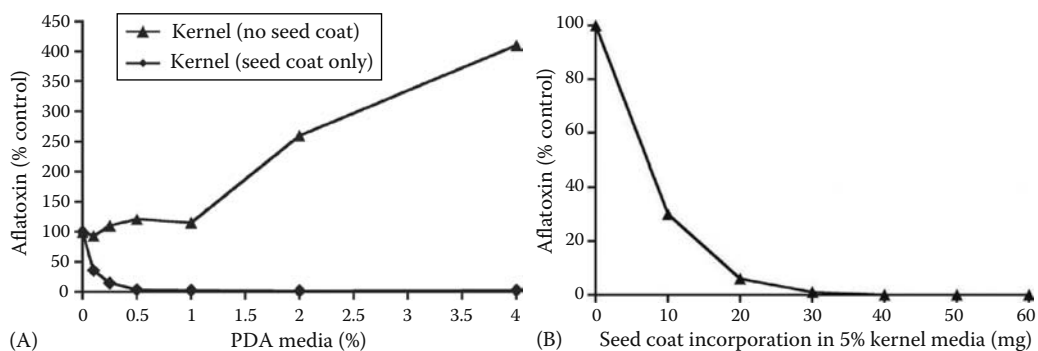 450
400
350
300
250
200
150
100
50
0
Aflatoxin (% control)
Kernel (no seed coat)
Kernel (seed coat only)
0 0.5 1 1.5 2 2.5 3 3.5 4
(A) PDA media (%)
100
80
60
40
20
0
Aflatoxin (% control)
0 10 20 30 40 50 60
(B) Seed coat incorporation in 5% kernel media (mg)